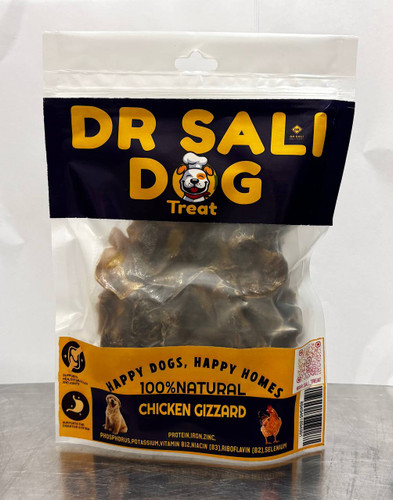 DR SALI
DOG
Treat
HAPPY DOGS, HAPPY HOMES
100%NATURAL
CHICKEN GIZZARD
PROTEIN,IRON,ZINC,
PHOSPHORUS,POTASSIUM,VITAMIN B12,NIACIN (B3),RIBOFLAVIN (B2),SELENIUM